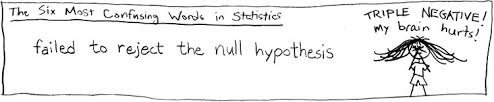 The Six Most Confusing Words in Statistics
failed to reject the null hypothesis
TRIPLE NEGATIVE!
my brain hurts!